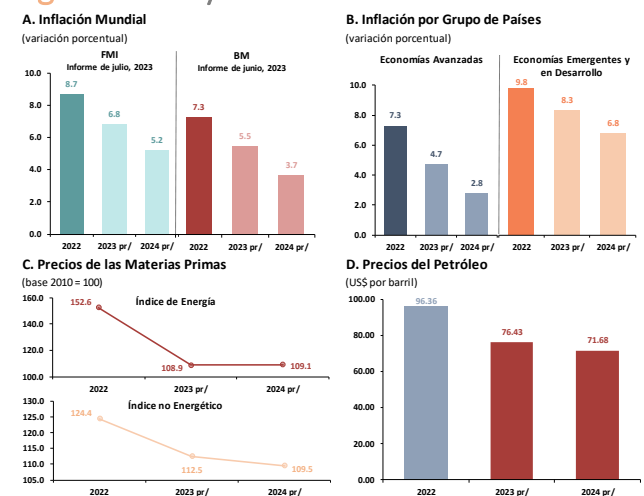 A. Inflación Mundial
(variación porcentual)
FMI
Informe de julio, 2023
BM
Informe de junio, 2023
10.0
8.0
6.0
4.0
2.0
0.0
8.7
6.8
5.2
7.3
5.5
3.7
2022
2023 pr/
2024 pr/
2022
2023 pr/
2024 pr/
B. Inflación por Grupo de Países
(variación porcentual)
Economías Avanzadas
Economías Emergentes y
en Desarrollo
10.0
8.0
6.0
4.0
2.0
0.0
7.3
4.7
2.8
9.8
8.3
6.8
2022
2023 pr/
2024 pr/
2022
2023 pr/
2024 pr/
C. Precios de las Materias Primas
(base 2010 = 100)
Índice de Energía
160.0
140.0
120.0
100.0
152.6
108.9
109.1
2022
2023 pr/
2024 pr/
Índice no Energético
130.0
125.0
120.0
115.0
110.0
105.0
124.4
112.5
109.5
2022
2023 pr/
2024 pr/
D. Precios del Petróleo
(US$ por barril)
100.00
80.00
60.00
40.00
20.00
0.00
96.36
76.43
71.68
2022
2023 pr/
2024 pr/